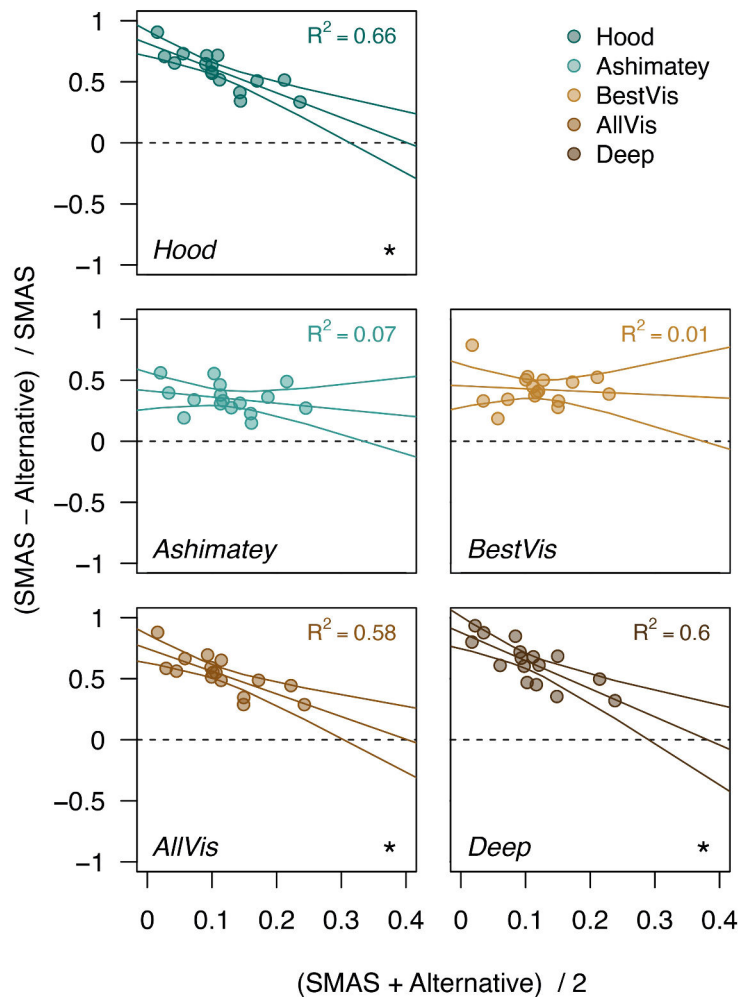 1
0.5
0
−0.5
−1
R² = 0.66
Hood
*
Hood
Ashimatey
BestVis
AllVis
Deep
(SMAS − Alternative) / SMAS
1
0.5
0
−0.5
−1
R² = 0.07
Ashimatey
R² = 0.01
BestVis
1
0.5
0
−0.5
−1
R² = 0.58
AllVis
*
R² = 0.6
Deep
*
0 0.1 0.2 0.3 0.4
0 0.1 0.2 0.3 0.4
(SMAS + Alternative) / 2